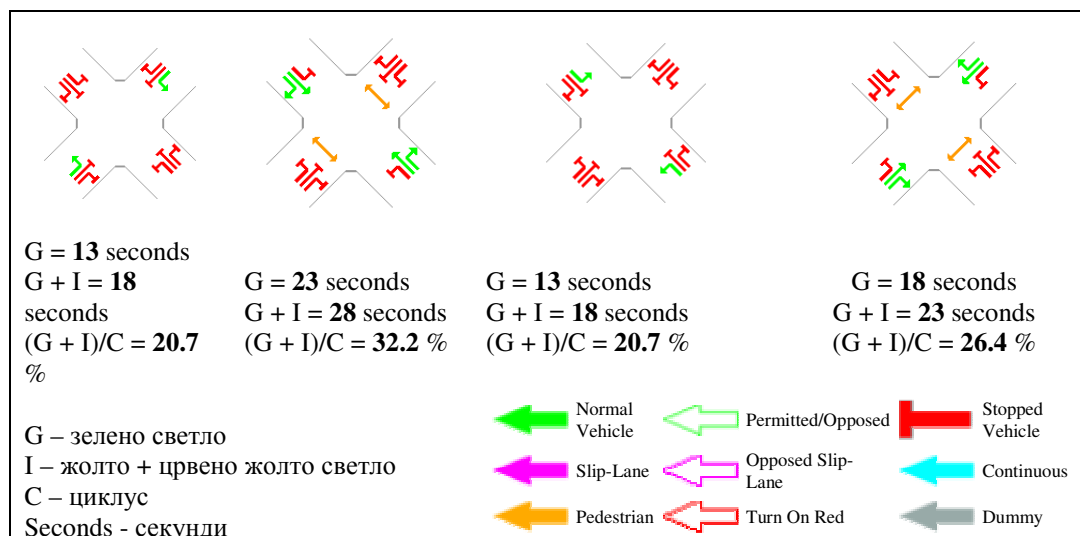 G = 13 seconds
G + I = 18
seconds
(G + I)/C = 20.7
%
G = 23 seconds
G + I = 28 seconds
(G + I)/C = 32.2 %
G = 13 seconds
G + I = 18 seconds
(G + I)/C = 20.7 %
G = 18 seconds
G + I = 23 seconds
(G + I)/C = 26.4 %
G – зелено светло
I – жолто + црвено жолто светло
C – циклус
Seconds - секунди
Normal
Vehicle
Permitted/Opposed
Stopped
Vehicle
Slip-Lane
Opposed Slip-
Lane
Continuous
Pedestrian
Turn On Red
Dummy